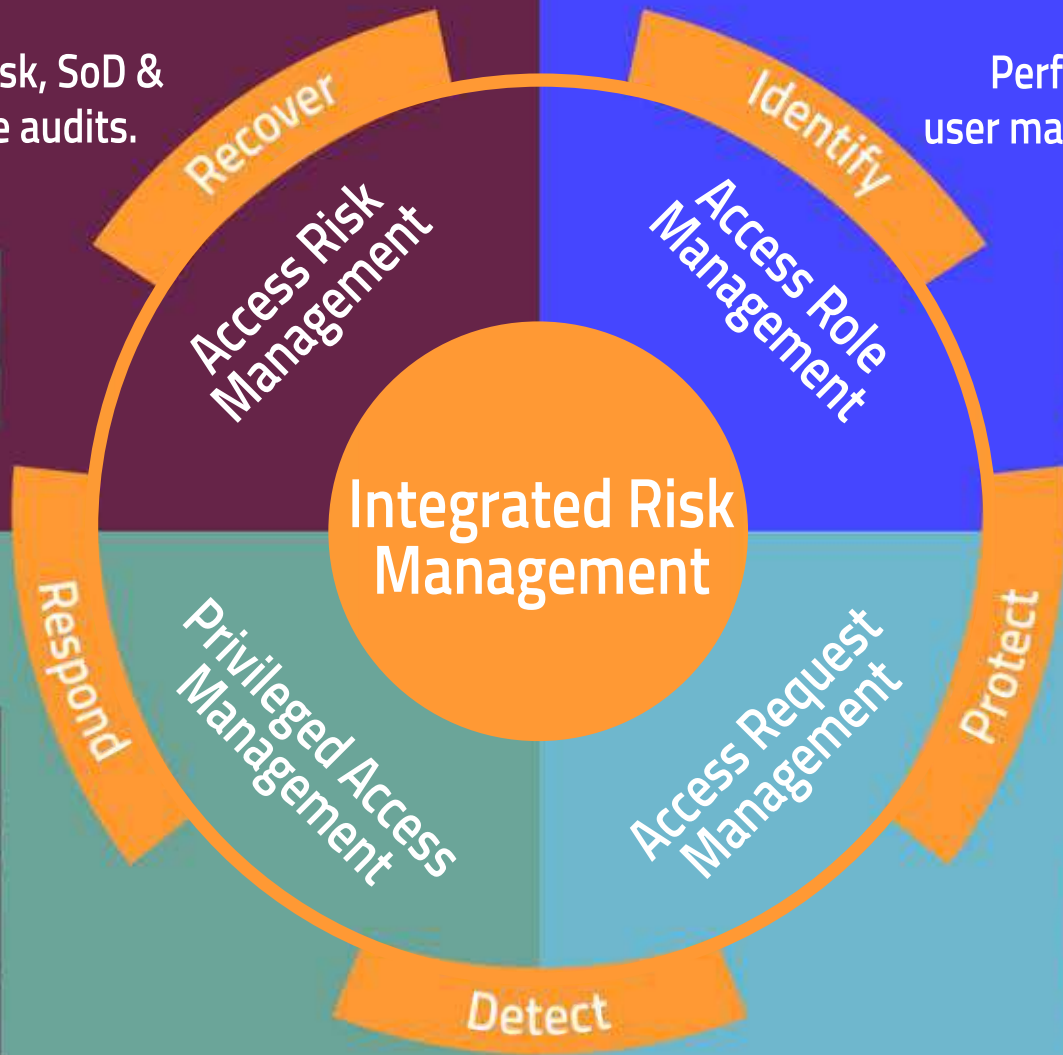 sk, SoD &
e audits.
Perf
user ma
Recover
Identify
Access Risk
Management
Access Role
Management
Integrated Risk
Management
Respond
Protect
Privileged Access
Management
Access Request
Management
Detect